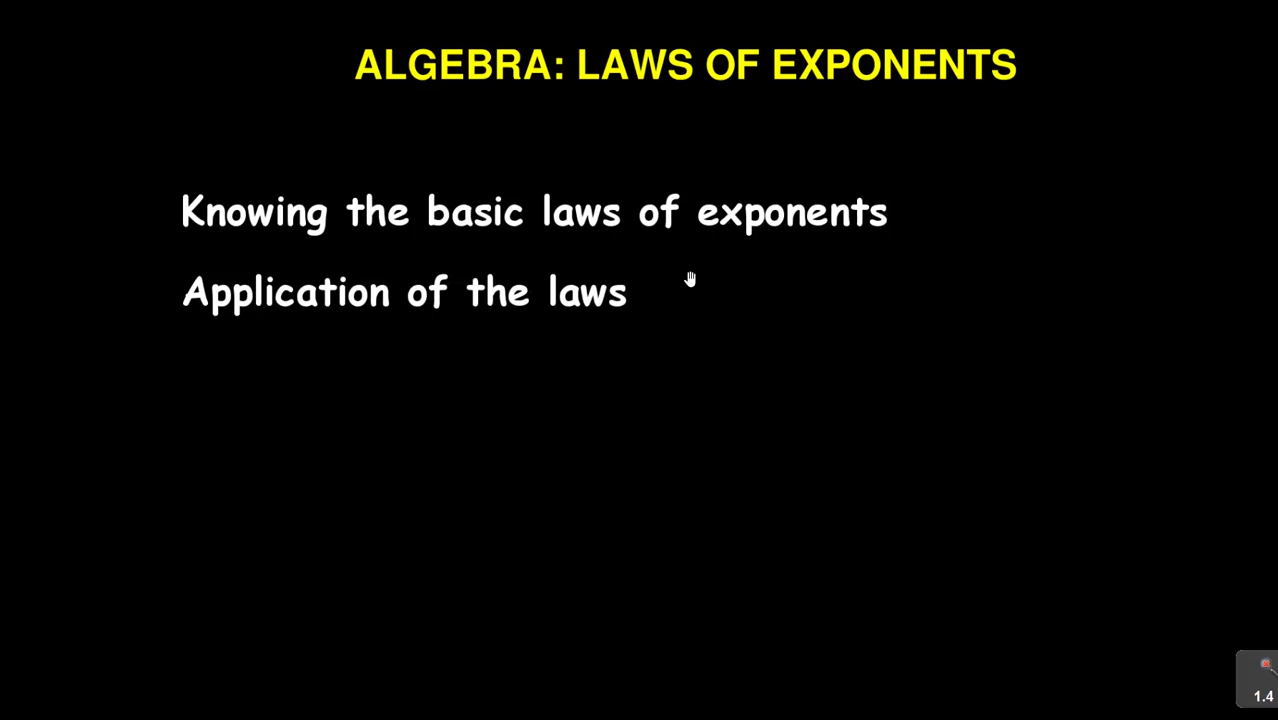 ALGEBRA: LAWS OF EXPONENTS
Knowing the basic laws of exponents
Application of the laws
1.4